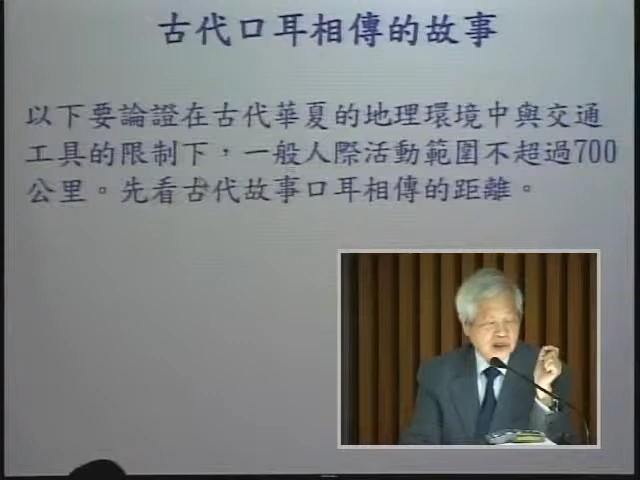 古代口耳相傳的故事
以下要論證在古代華夏的地理環境中與交通
工具的限制下，一般人際活動範圍不超過700
公里。先看古代故事口耳相傳的距離。